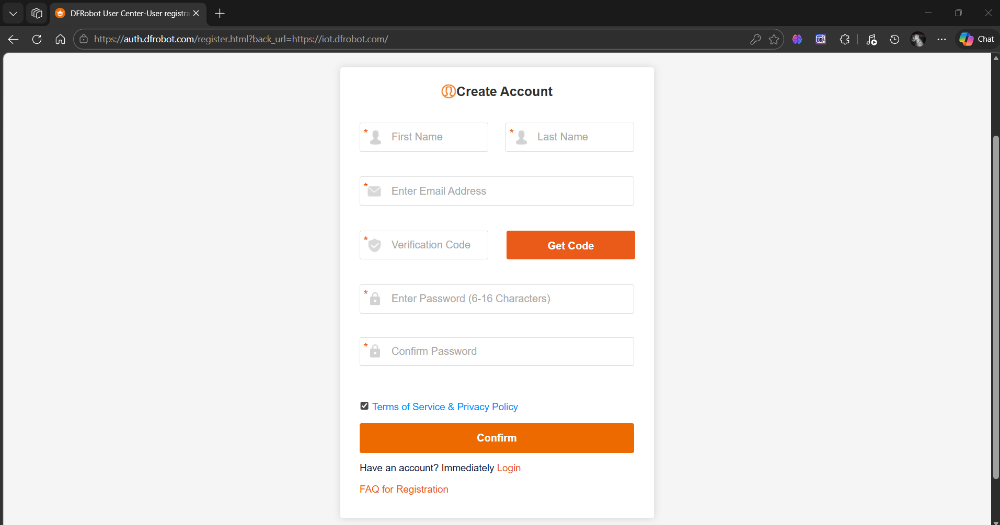 DFRobot User Center-User registra
https://auth.dfrobot.com/register.html?back_url=https://iot.dfrobot.com/
Chat
Create Account
* First Name
* Last Name
* Enter Email Address
* Verification Code
Get Code
* Enter Password (6-16 Characters)
* Confirm Password
Terms of Service & Privacy Policy
Confirm
Have an account? Immediately Login
FAQ for Registration